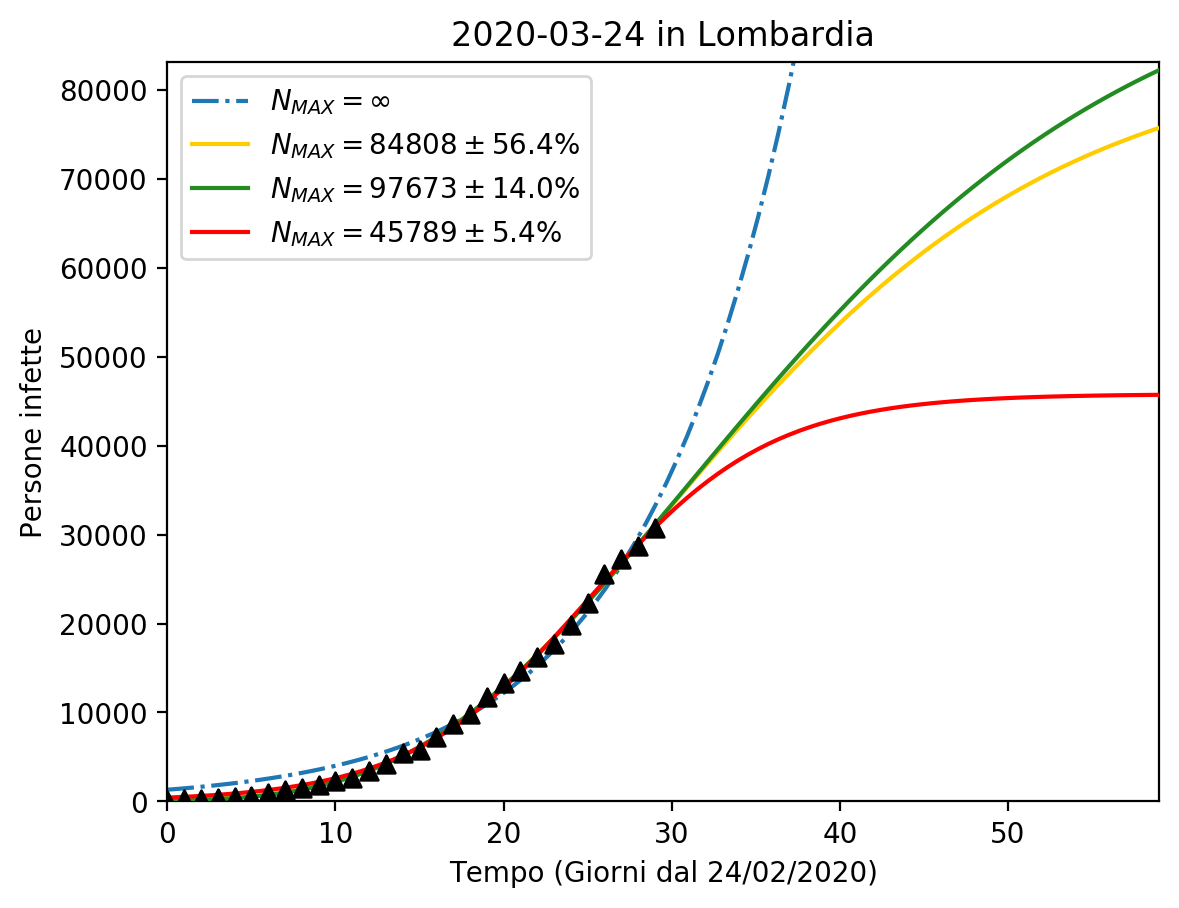 2020-03-24 in Lombardia
N_MAX = ∞
N_MAX = 84808 ± 56.4%
N_MAX = 97673 ± 14.0%
N_MAX = 45789 ± 5.4%
80000
70000
60000
50000
40000
30000
20000
10000
0
Persone infette
0 10 20 30 40 50
Tempo (Giorni dal 24/02/2020)